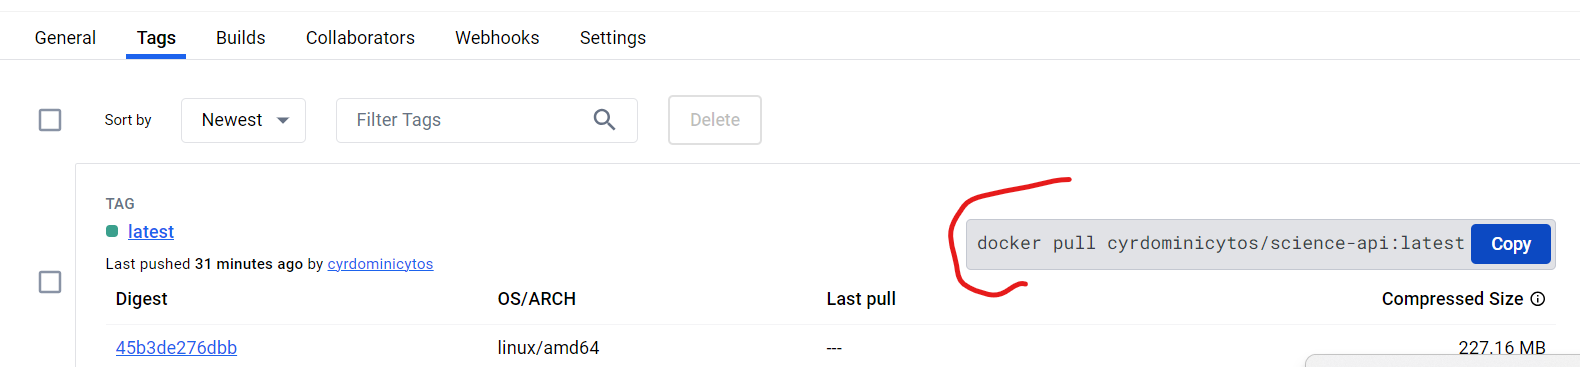 General Tags Builds Collaborators Webhooks Settings
Sort by Newest Filter Tags Delete
TAG
latest
docker pull cyrdominicytos/science-api:latest Copy
Last pushed 31 minutes ago by cyrdominicytos
Digest OS/ARCH Last pull Compressed Size
45b3de276dbb linux/amd64 --- 227.16 MB